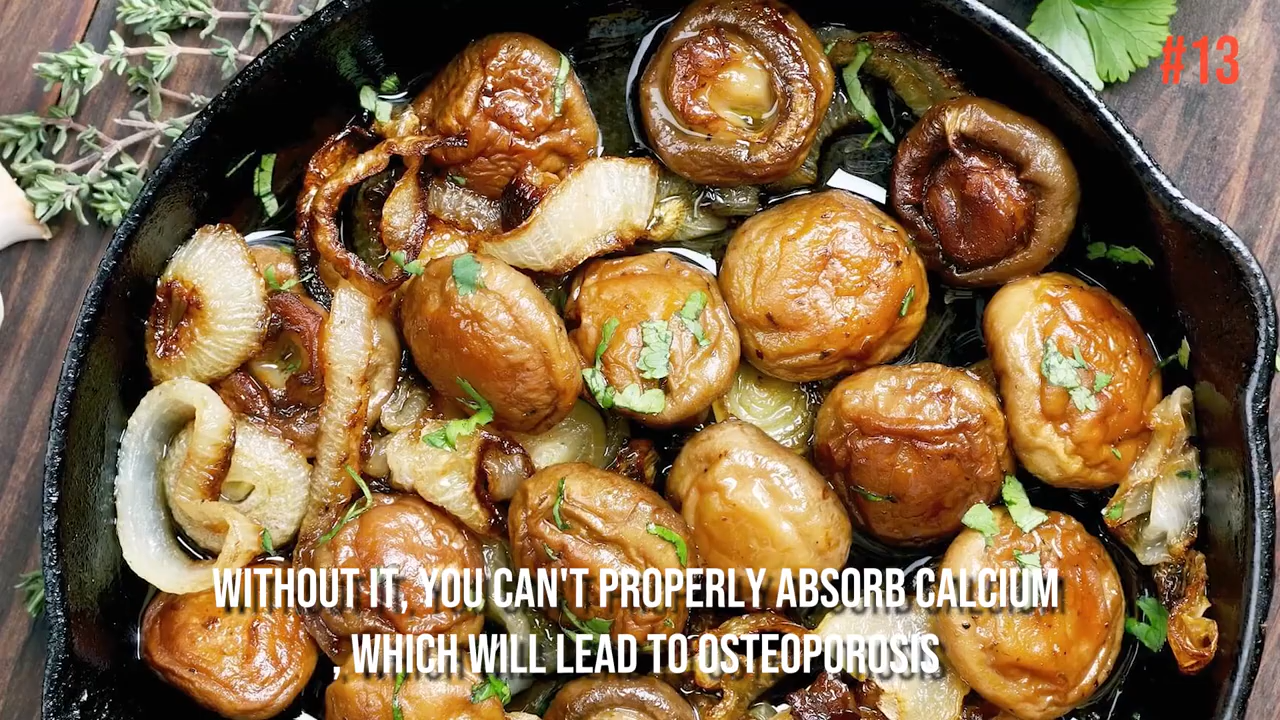 #13
WITHOUT IT, YOU CAN'T PROPERLY ABSORB CALCIUM
, WHICH WILL LEAD TO OSTEOPOROSIS